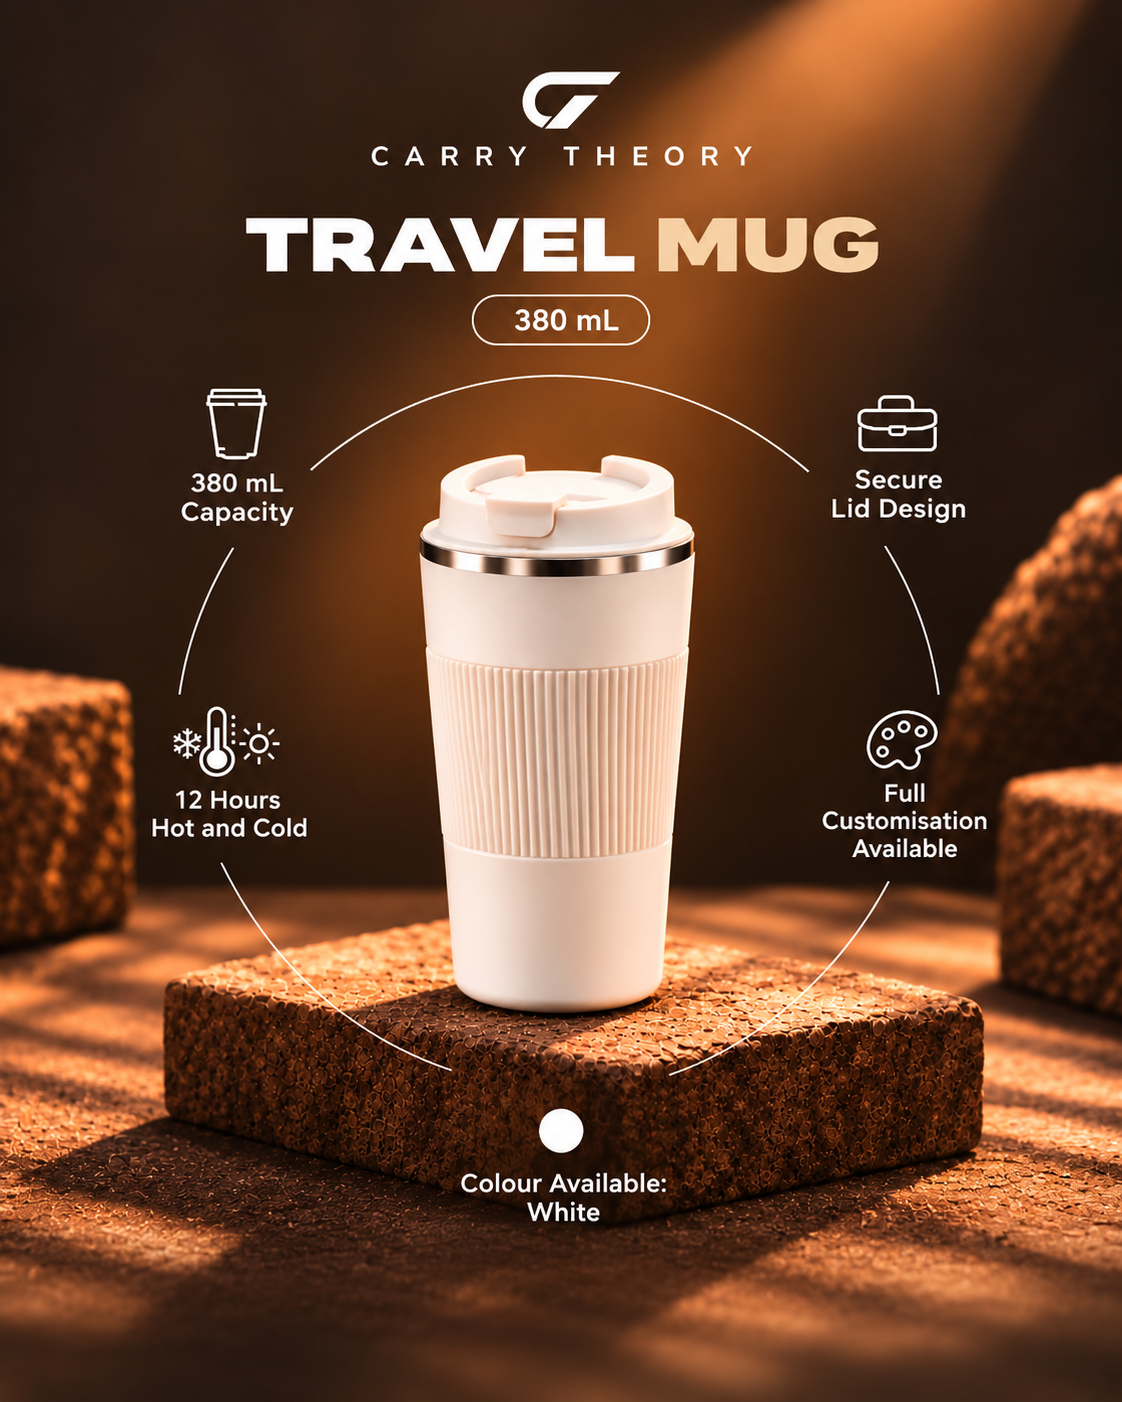 CARRY THEORY
TRAVEL MUG
380 mL
380 mL
Capacity
Secure
Lid Design
12 Hours
Hot and Cold
Full
Customisation
Available
Colour Available:
White